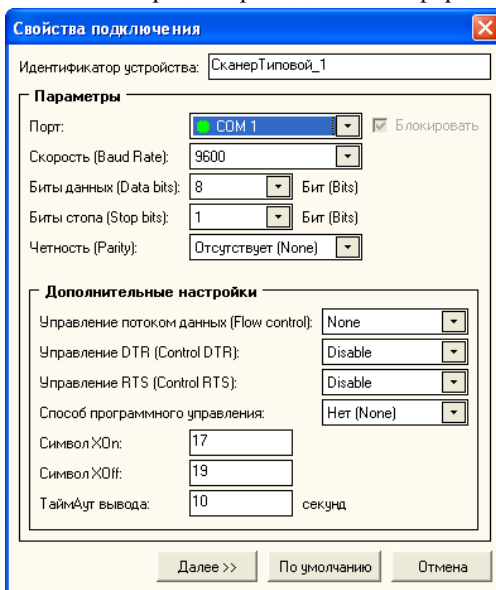 Свойства подключения
Идентификатор устройства: СканерТиповой_1
Параметры
Порт: COM 1 Блокировать
Скорость (Baud Rate): 9600
Биты данных (Data bits): 8 Бит (Bits)
Биты стопа (Stop bits): 1 Бит (Bits)
Четность (Parity): Отсутствует (None)
Дополнительные настройки
Управление потоком данных (Flow control): None
Управление DTR (Control DTR): Disable
Управление RTS (Control RTS): Disable
Способ программного управления: Нет (None)
Символ XOn: 17
Символ XOff: 19
ТаймАут вывода: 10 секунд
Далее >> По умолчанию Отмена